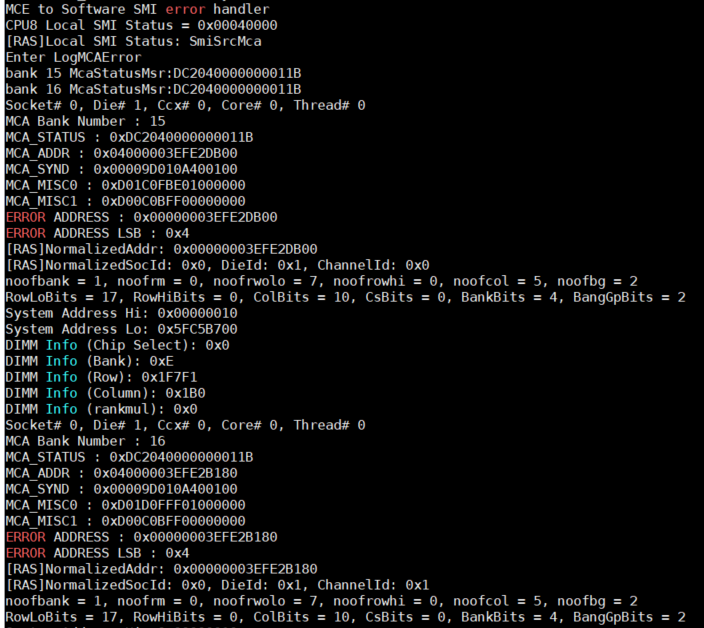 MCE to Software SMI error handler
CPU8 Local SMI Status = 0x00040000
[RAS]Local SMI Status: SmiSrcMca
Enter LogMCAError
bank 15 McaStatusMsr:DC2040000000011B
bank 16 McaStatusMsr:DC2040000000011B
Socket# 0, Die# 1, Ccx# 0, Core# 0, Thread# 0
MCA Bank Number : 15
MCA_STATUS : 0xDC2040000000011B
MCA_ADDR : 0x04000003EFE2DB00
MCA_SYND : 0x00009D010A400100
MCA_MISC0 : 0xD01C0FBE01000000
MCA_MISC1 : 0xD00C0BFF00000000
ERROR ADDRESS : 0x00000003EFE2DB00
ERROR ADDRESS LSB : 0x4
[RAS]NormalizedAddr: 0x00000003EFE2DB00
[RAS]NormalizedSocId: 0x0, DieId: 0x1, ChannelId: 0x0
noofbank = 1, noofrm = 0, noofrwolo = 7, noofrowhi = 0, noofcol = 5, noofbg = 2
RowLoBits = 17, RowHiBits = 0, ColBits = 10, CsBits = 0, BankBits = 4, BangGpBits = 2
System Address Hi: 0x00000010
System Address Lo: 0x5FC5B700
DIMM Info (Chip Select): 0x0
DIMM Info (Bank): 0xE
DIMM Info (Row): 0x1F7F1
DIMM Info (Column): 0x1B0
DIMM Info (rankmul): 0x0
Socket# 0, Die# 1, Ccx# 0, Core# 0, Thread# 0
MCA Bank Number : 16
MCA_STATUS : 0xDC2040000000011B
MCA_ADDR : 0x04000003EFE2B180
MCA_SYND : 0x00009D010A400100
MCA_MISC0 : 0xD01D0FFF01000000
MCA_MISC1 : 0xD00C0BFF00000000
ERROR ADDRESS : 0x00000003EFE2B180
ERROR ADDRESS LSB : 0x4
[RAS]NormalizedAddr: 0x00000003EFE2B180
[RAS]NormalizedSocId: 0x0, DieId: 0x1, ChannelId: 0x1
noofbank = 1, noofrm = 0, noofrwolo = 7, noofrowhi = 0, noofcol = 5, noofbg = 2
RowLoBits = 17, RowHiBits = 0, ColBits = 10, CsBits = 0, BankBits = 4, BangGpBits = 2